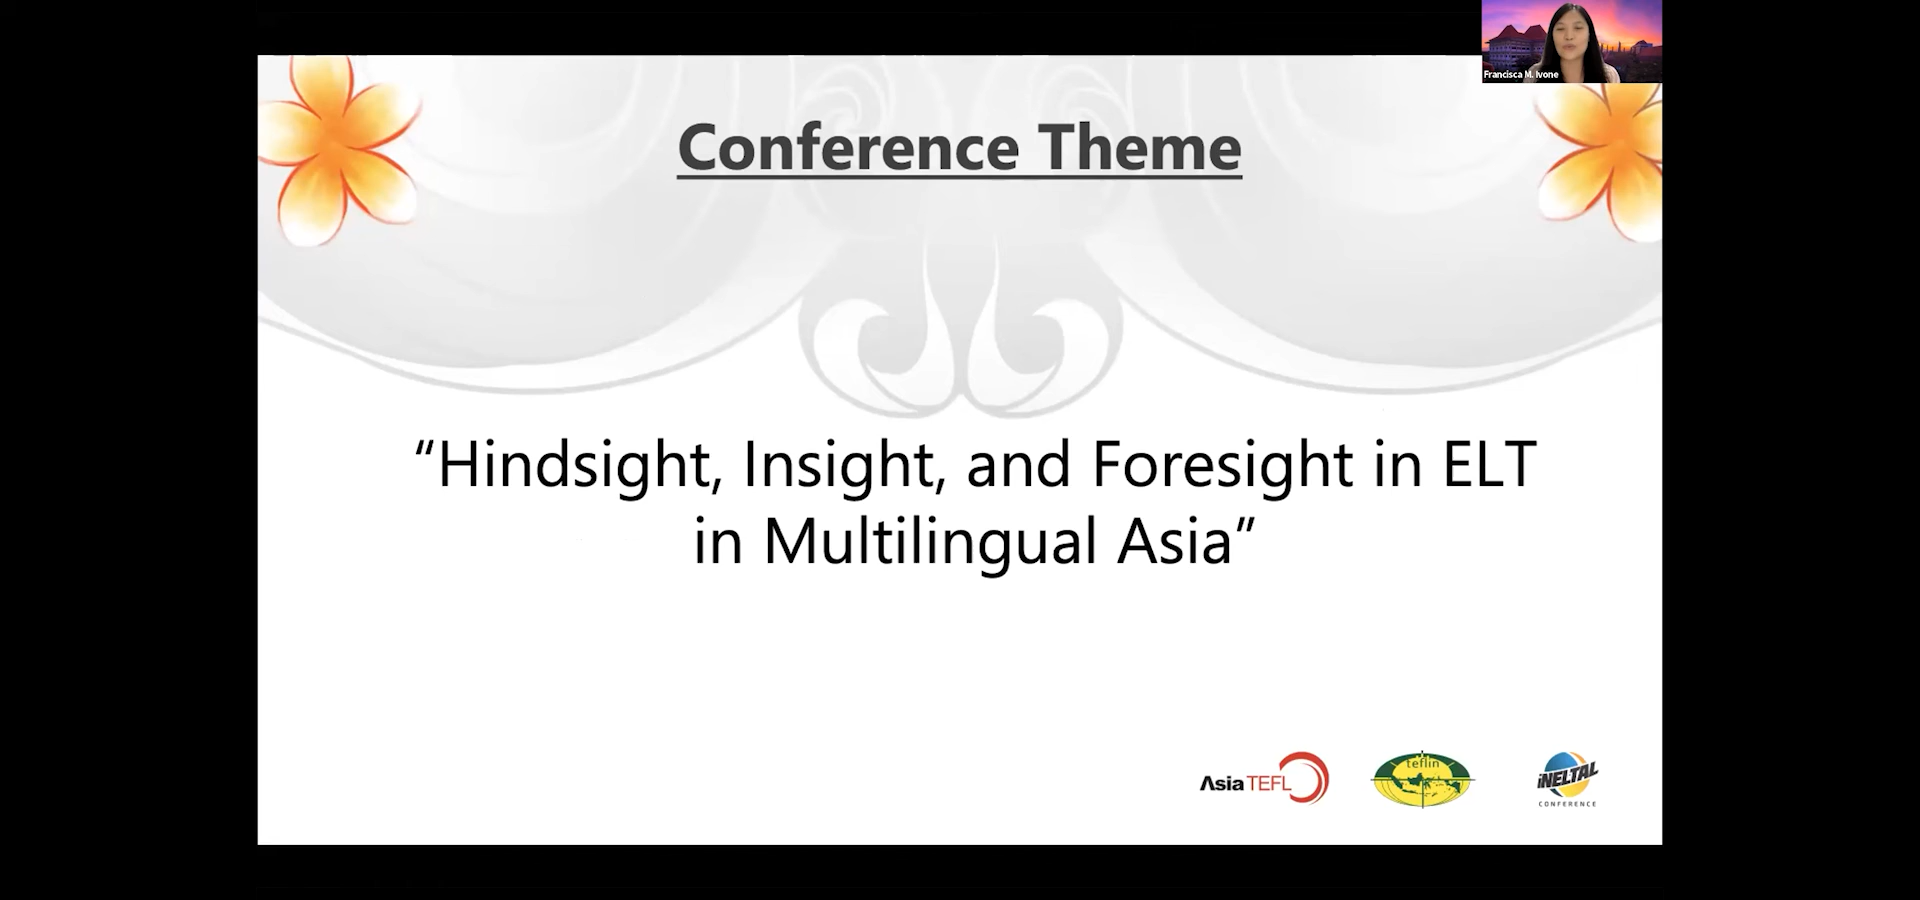 Francisca M. Ivone
Conference Theme
“Hindsight, Insight, and Foresight in ELT
in Multilingual Asia”
Asia TEFL
teflin
iNELTAL
CONFERENCE